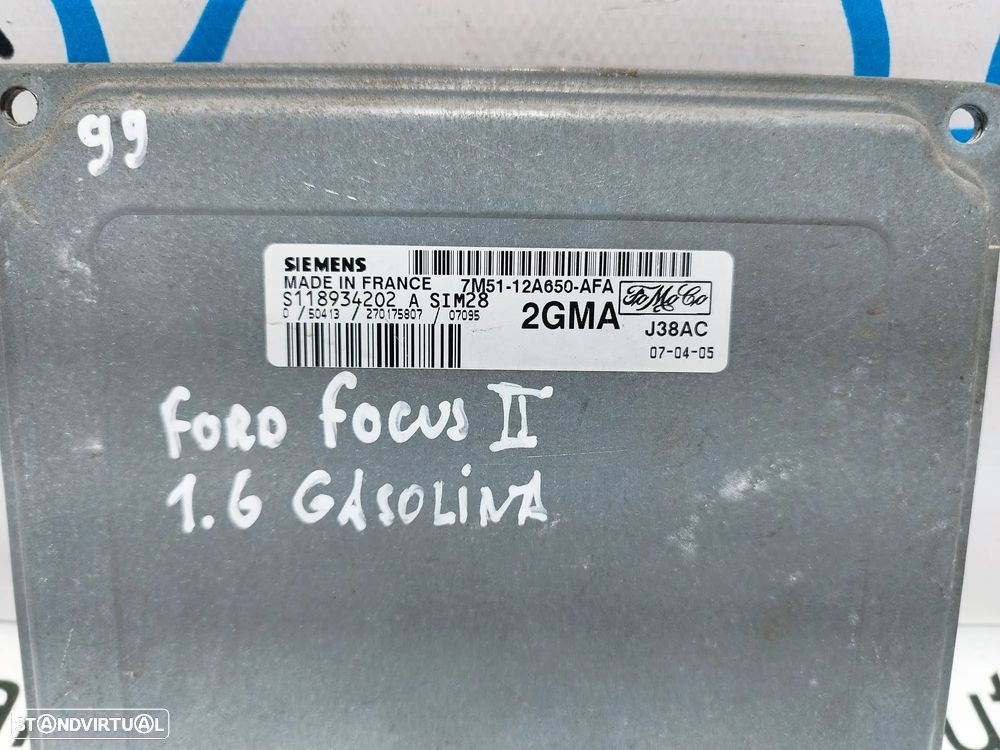 99
SIEMENS
MADE IN FRANCE 7M51-12A650-AFA
S118934202 A SIM28
0 / 50413 / 270175807 / 07095
2GMA
FoMoCo
J38AC
07-04-05
FORD FOCUS II
1.6 GASOLINA
STANDVIRTUAL